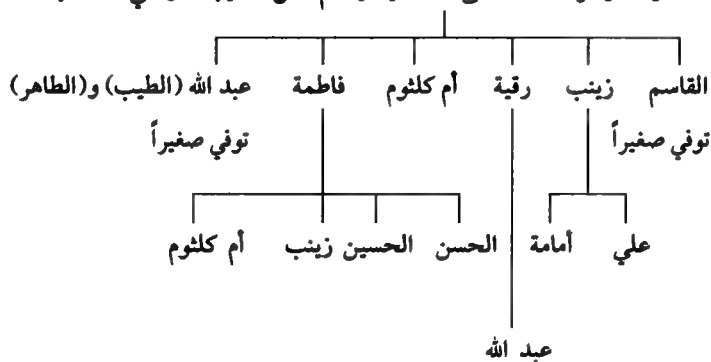 القاسم زينب رقية أم كلثوم فاطمة عبد الله (الطيب) و(الطاهر)
توفي صغيراً توفي صغيراً
علي أمامة الحسن الحسين زينب أم كلثوم
عبد الله